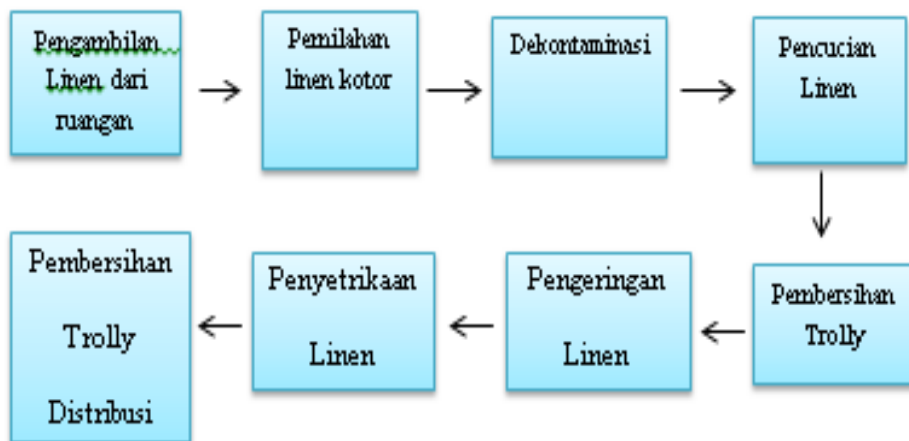 Pengambilan
Linen dari
ruangan
Pemilahan
linen kotor
Dekontaminasi
Pencucian
Linen
Pembersihan
Trolly
Pengeringan
Linen
Penyetrikaan
Linen
Pembersihan
Trolly
Distribusi